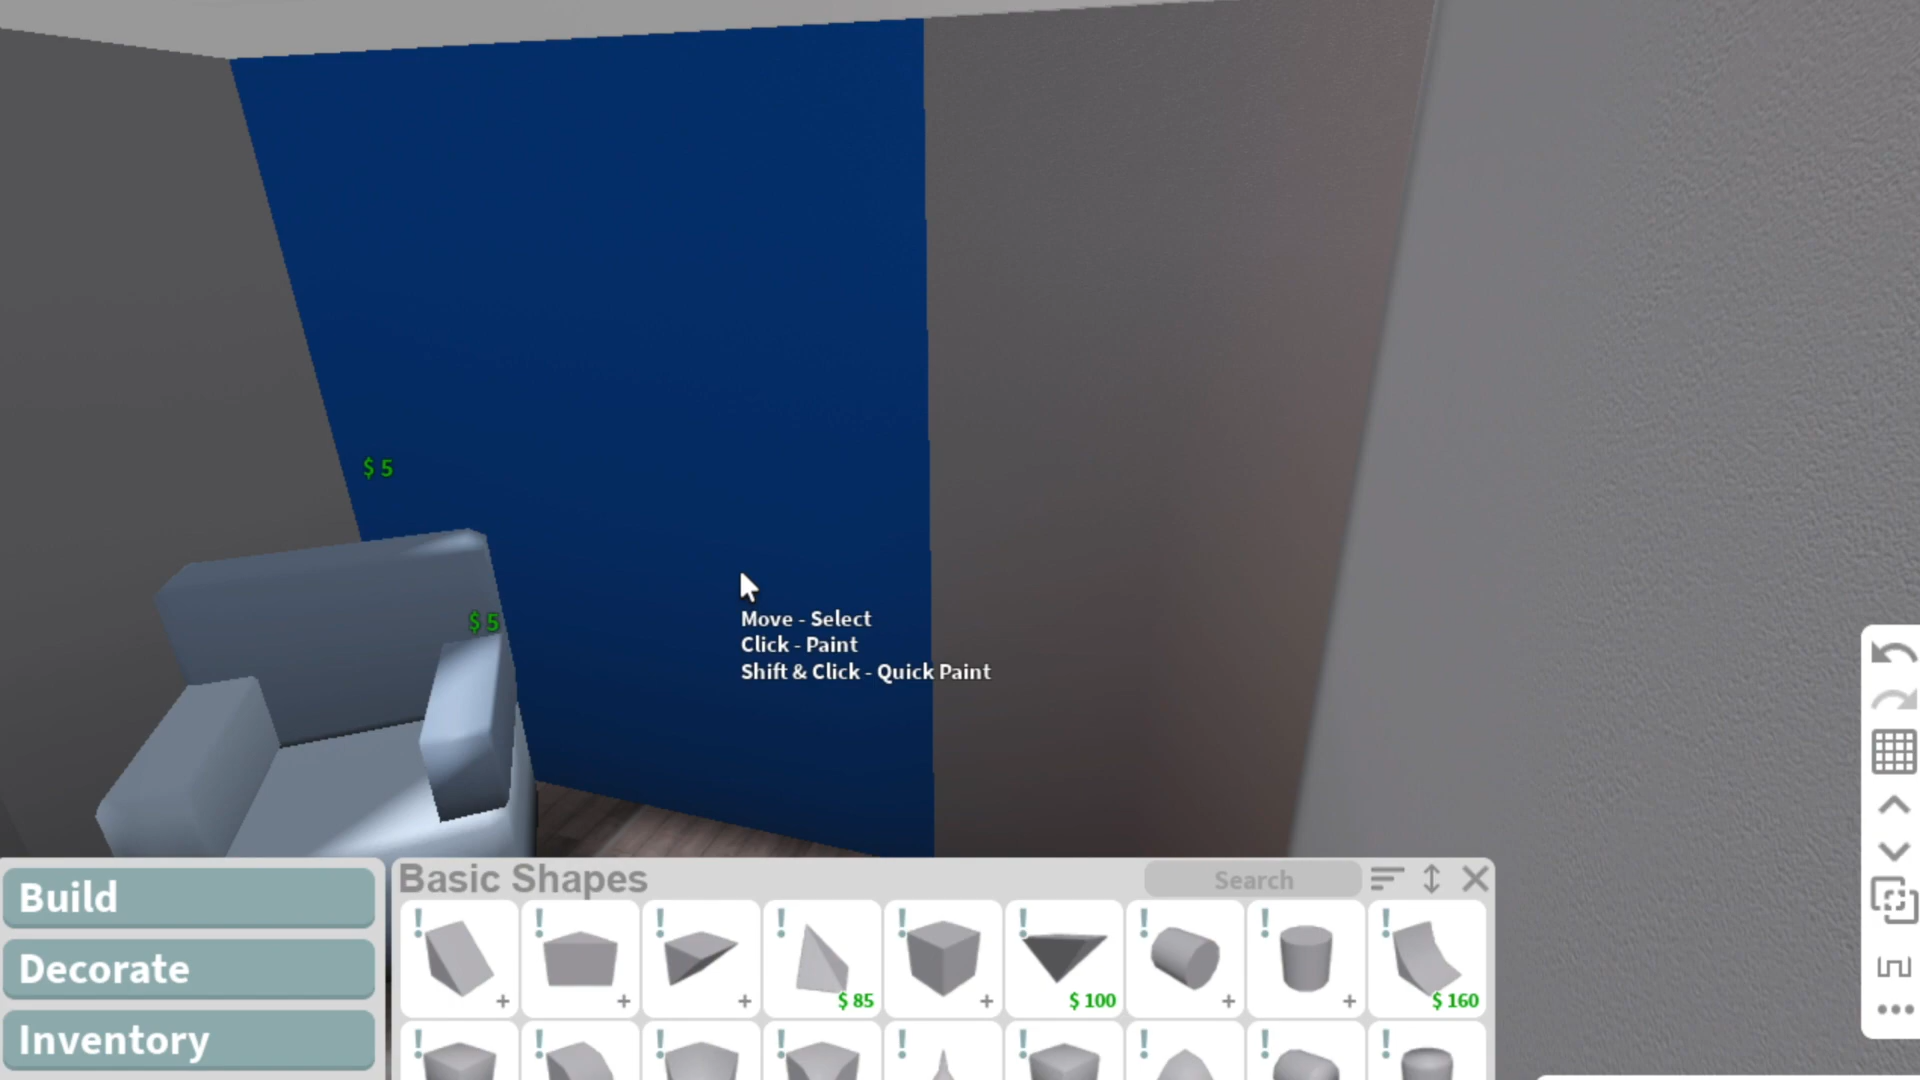 $ 5
$ 5
Move - Select
Click - Paint
Shift & Click - Quick Paint
Build
Decorate
Inventory
Basic Shapes
Search
! ! ! ! ! ! ! ! !
+ + + $ 85 + $ 100 + + $ 160
! ! ! ! ! ! ! ! !